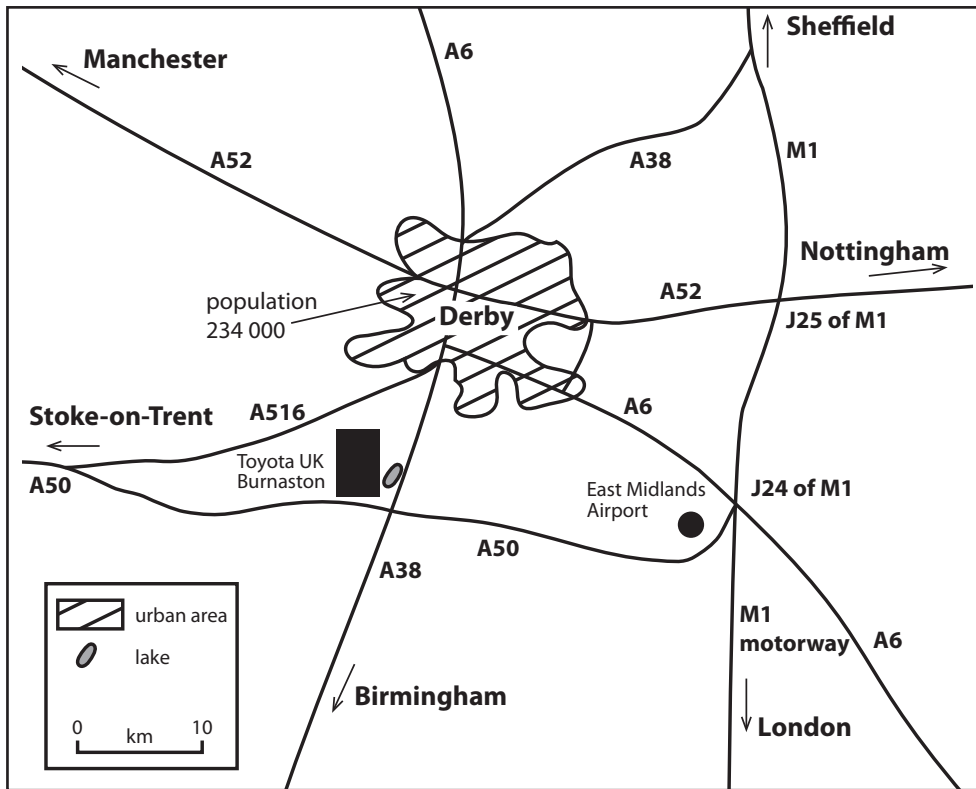 Sheffield
A6
Manchester
A52
A38
M1
Nottingham
population
234 000
A52
Derby
J25 of M1
Stoke-on-Trent
A516
A6
Toyota UK
Burnaston
A50
East Midlands
Airport
J24 of M1
A50
A38
urban area
lake
M1
motorway
A6
Birmingham
London
0
km
10